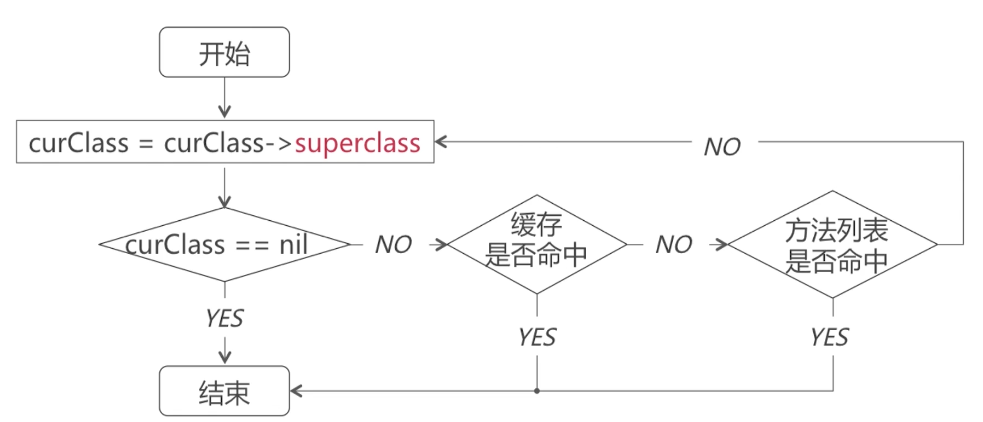 开始
curClass = curClass->superclass
NO
curClass == nil
NO
缓存
是否命中
NO
方法列表
是否命中
YES
YES
YES
结束